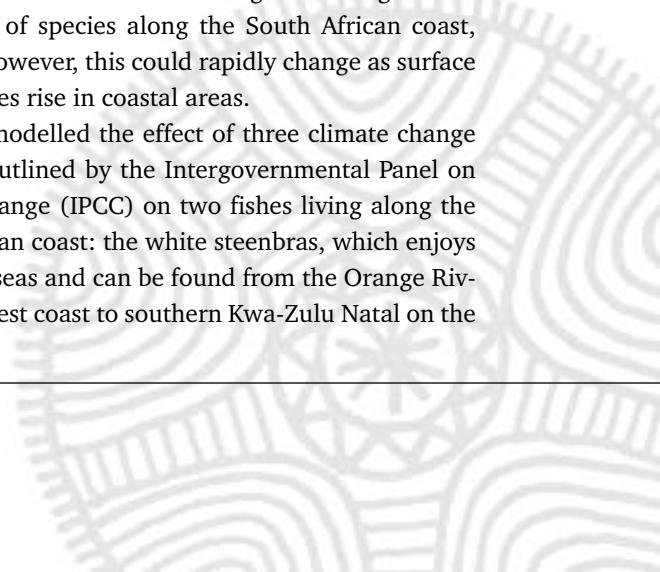 of species along the South African coast,
owever, this could rapidly change as surface
es rise in coastal areas.
modelled the effect of three climate change
utlined by the Intergovernmental Panel on
ange (IPCC) on two fishes living along the
an coast: the white steenbras, which enjoys
seas and can be found from the Orange Riv-
est coast to southern Kwa-Zulu Natal on the